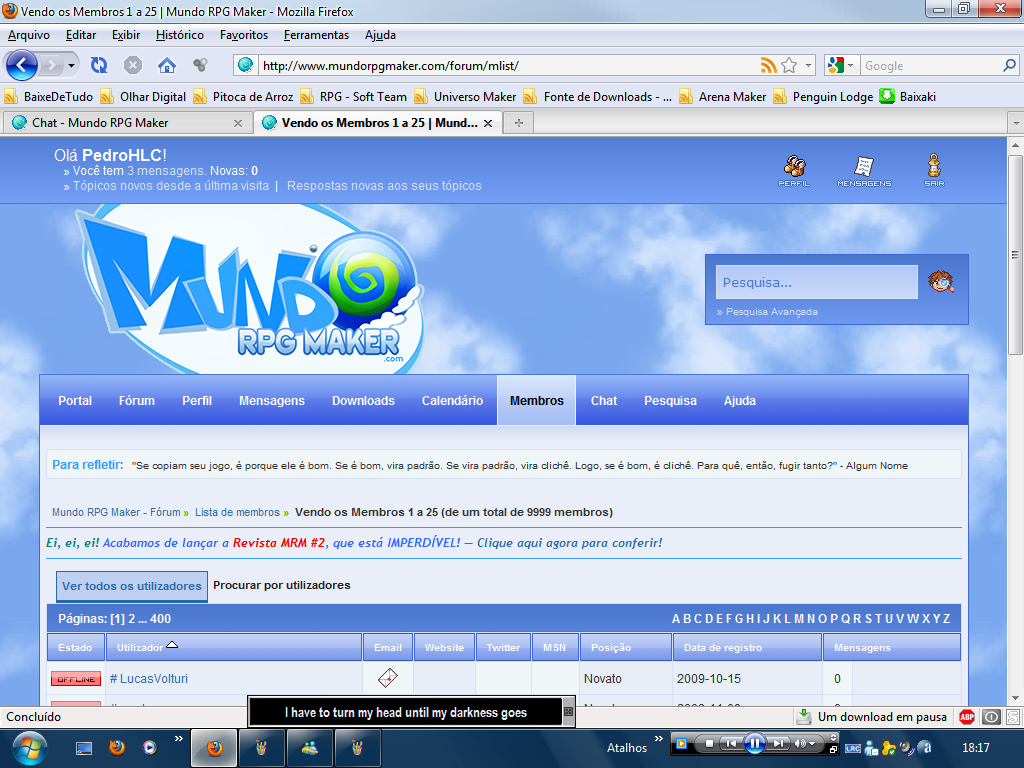 Vendo os Membros 1 a 25 | Mundo RPG Maker - Mozilla Firefox
Arquivo Editar Exibir Histórico Favoritos Ferramentas Ajuda
http://www.mundorpgmaker.com/forum/mlist/ Google
BaixeDeTudo Olhar Digital Pitoca de Arroz RPG - Soft Team Universo Maker Fonte de Downloads - ... Arena Maker Penguin Lodge Baixaki
Chat - Mundo RPG Maker Vendo os Membros 1 a 25 | Mund...
Olá PedroHLC!
» Você tem 3 mensagens. Novas: 0
» Tópicos novos desde a última visita | Respostas novas aos seus tópicos
PERFIL MENSAGENS SAIR
MUNDO
RPG MAKER
.com
Pesquisa...
» Pesquisa Avançada
Portal Fórum Perfil Mensagens Downloads Calendário Membros Chat Pesquisa Ajuda
Para refletir: "Se copiam seu jogo, é porque ele é bom. Se é bom, vira padrão. Se vira padrão, vira clichê. Logo, se é bom, é clichê. Para quê, então, fugir tanto?" - Algum Nome
Mundo RPG Maker - Fórum » Lista de membros » Vendo os Membros 1 a 25 (de um total de 9999 membros)
Ei, ei, ei! Acabamos de lançar a Revista MRM #2, que está IMPERDÍVEL! — Clique aqui agora para conferir!
Ver todos os utilizadores Procurar por utilizadores
Páginas: [1] 2 ... 400 A B C D E F G H I J K L M N O P Q R S T U V W X Y Z
Estado Utilizador Email Website Twitter MSN Posição Data de registro Mensagens
OFFLINE # LucasVolturi Novato 2009-10-15 0
I have to turn my head until my darkness goes
Concluído Um download em pausa ABP S
Atalhos » LRC 18:17